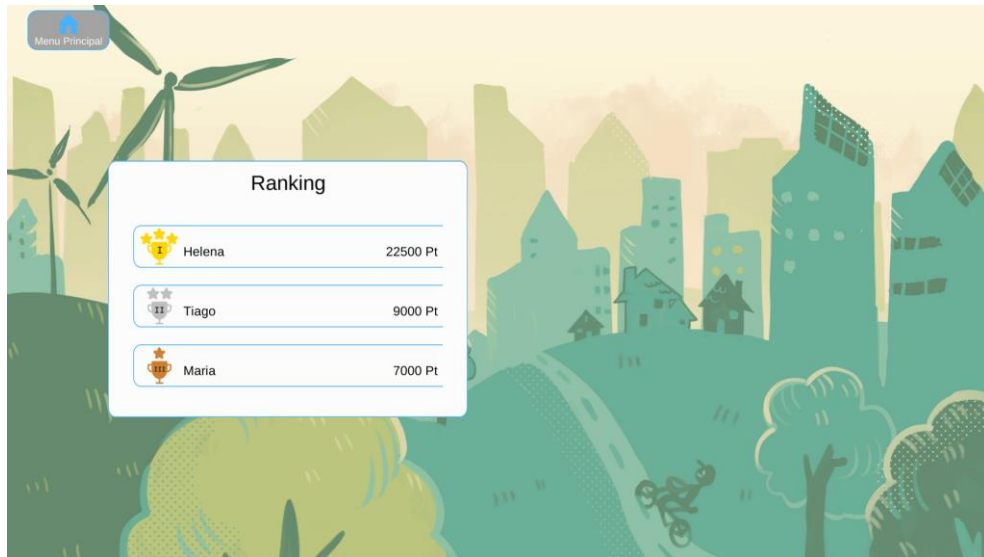 Menu Principal
Ranking
I Helena 22500 Pt
II Tiago 9000 Pt
III Maria 7000 Pt